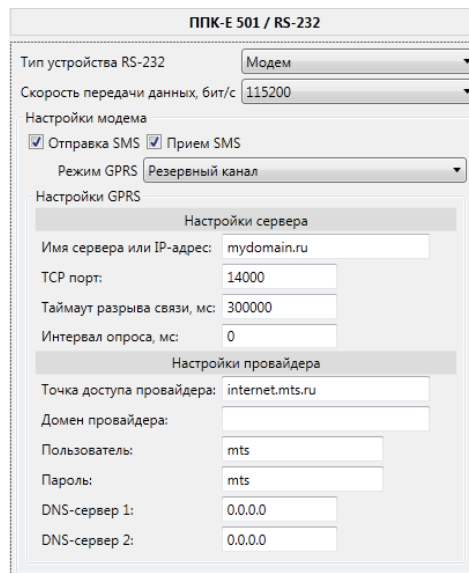 ППК-Е 501 / RS-232
Тип устройства RS-232 Модем
Скорость передачи данных, бит/с 115200
Настройки модема
Отправка SMS Прием SMS
Режим GPRS Резервный канал
Настройки GPRS
Настройки сервера
Имя сервера или IP-адрес: mydomain.ru
TCP порт: 14000
Таймаут разрыва связи, мс: 300000
Интервал опроса, мс: 0
Настройки провайдера
Точка доступа провайдера: internet.mts.ru
Домен провайдера:
Пользователь: mts
Пароль: mts
DNS-сервер 1: 0.0.0.0
DNS-сервер 2: 0.0.0.0